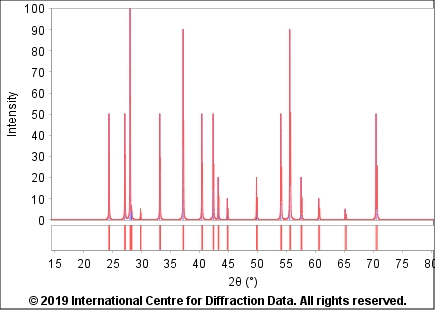 100
90
80
70
60
50
40
30
20
10
0
Intensity
15 20 25 30 35 40 45 50 55 60 65 70 75 80
2θ (°)
© 2019 International Centre for Diffraction Data. All rights reserved.